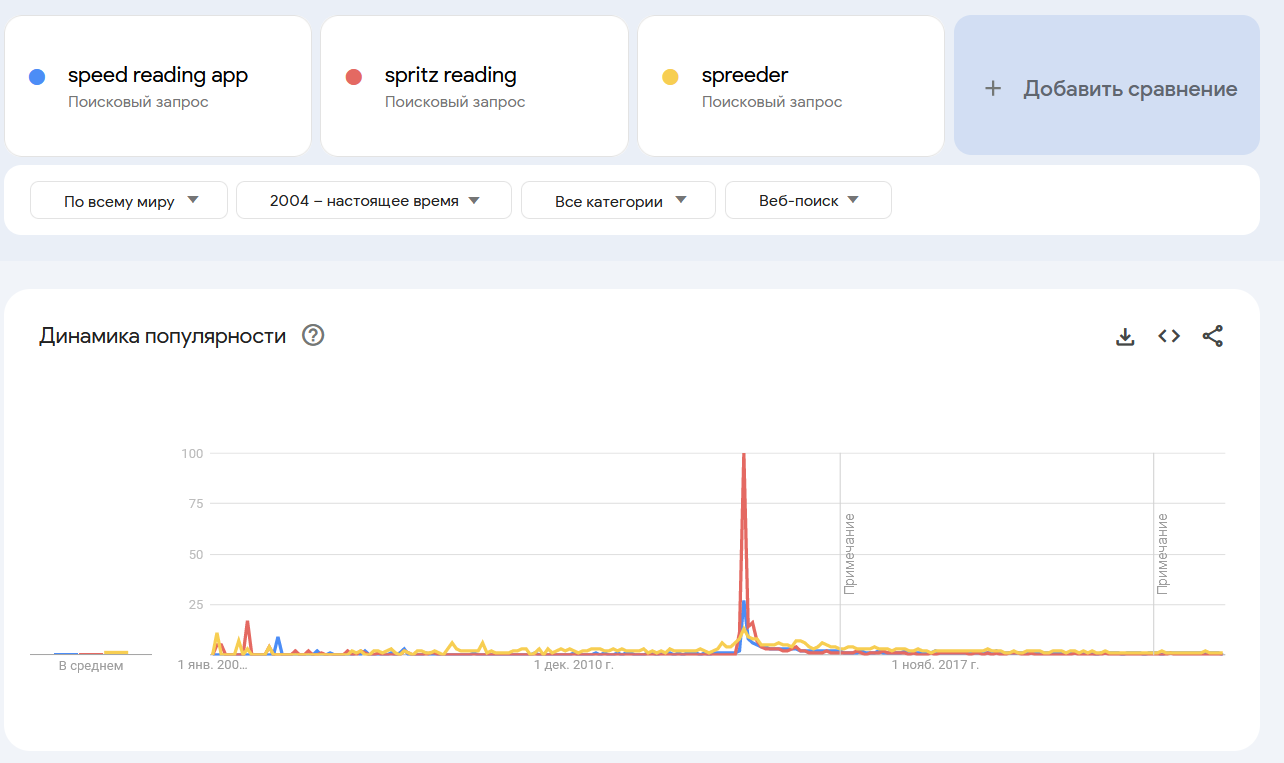 speed reading app
Поисковый запрос
spritz reading
Поисковый запрос
spreeder
Поисковый запрос
+ Добавить сравнение
По всему миру
2004 – настоящее время
Все категории
Веб-поиск
Динамика популярности
?
100
75
50
25
Примечание
Примечание
В среднем
1 янв. 200…
1 дек. 2010 г.
1 нояб. 2017 г.